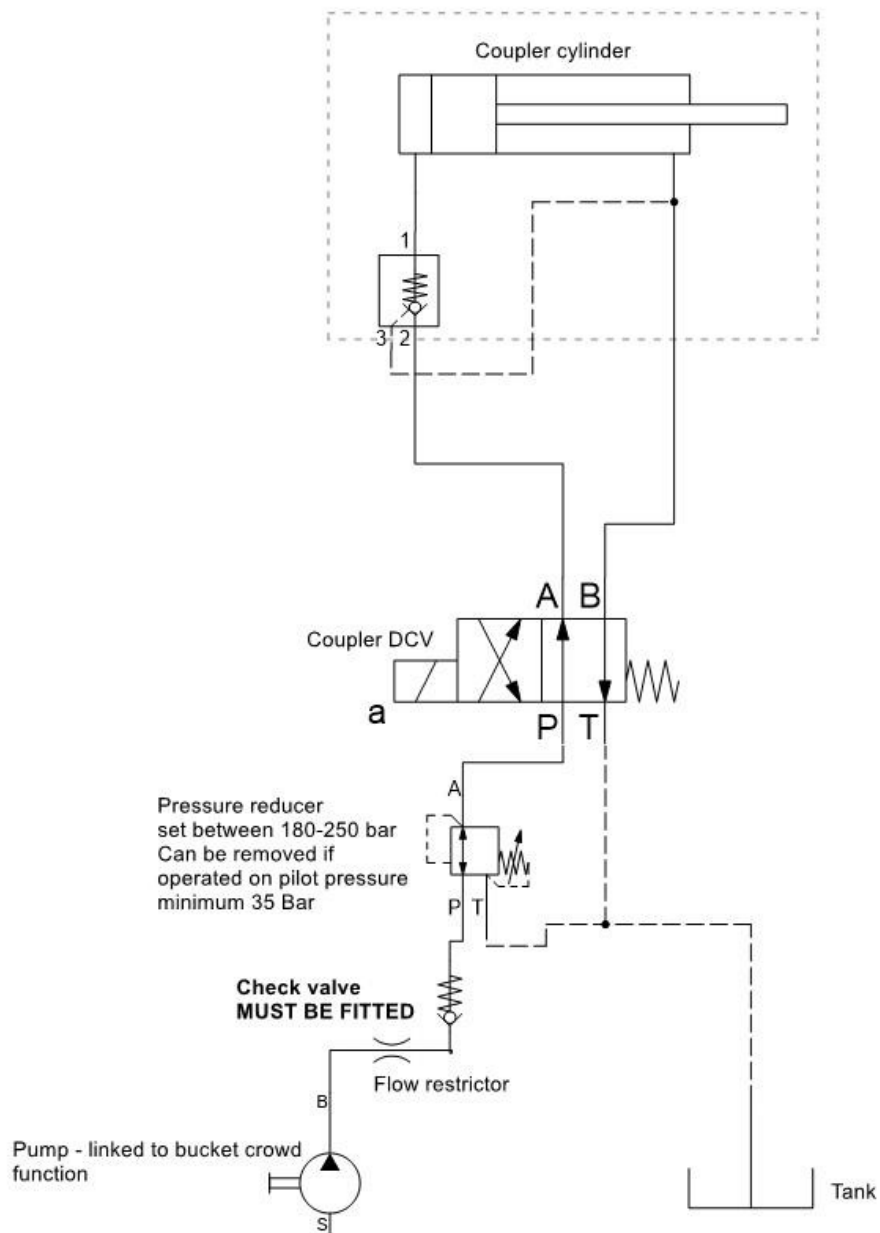 Coupler cylinder
1
3 2
A B
Coupler DCV
a
P T
A
Pressure reducer
set between 180-250 bar
Can be removed if
operated on pilot pressure
minimum 35 Bar
P T
Check valve
MUST BE FITTED
Flow restrictor
B
Pump - linked to bucket crowd
function
S
Tank